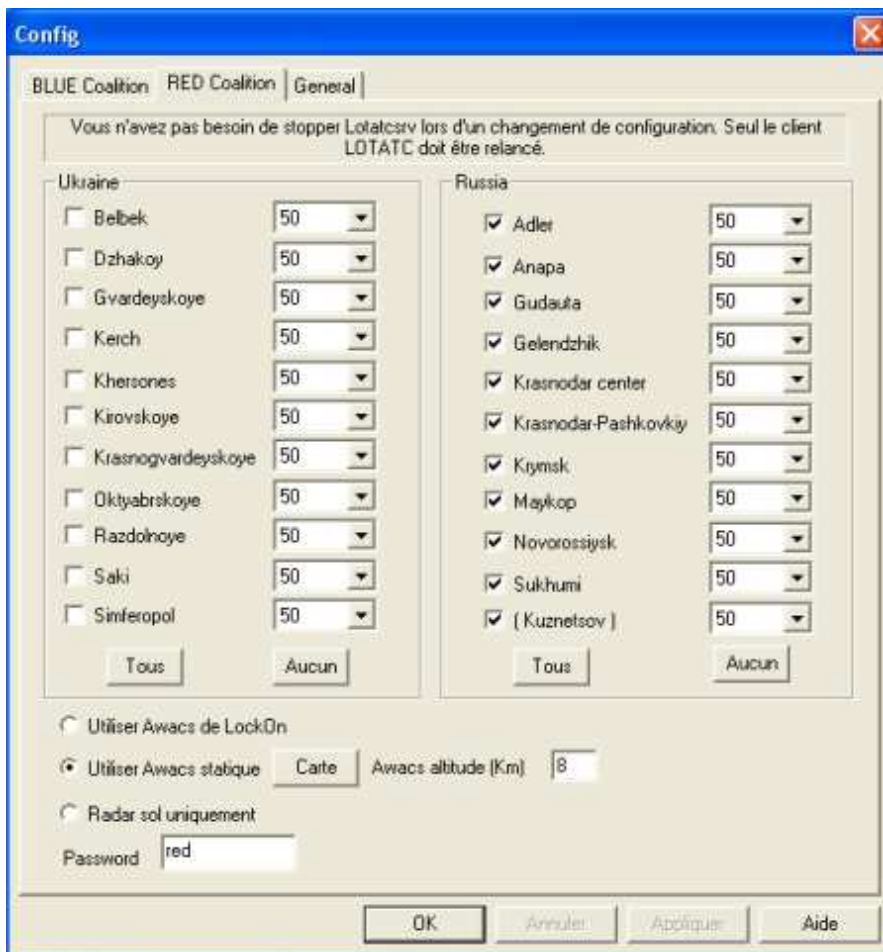 Config
BLUE Coalition RED Coalition General
Vous n'avez pas besoin de stopper Lotatcsrv lors d'un changement de configuration. Seul le client
LOTATC doit être relancé.
Ukraine
Belbek 50
Dzhakoy 50
Gvardeyskoye 50
Kerch 50
Khersones 50
Kirovskoye 50
Krasnogvardeyskoye 50
Oktyabrskoye 50
Razdolnoye 50
Saki 50
Simferopol 50
Tous Aucun
Russia
Adler 50
Anapa 50
Gudauta 50
Gelendzhik 50
Krasnodar center 50
Krasnodar-Pashkovkiy 50
Krymsk 50
Maykop 50
Novorossiysk 50
Sukhumi 50
( Kuznetsov ) 50
Tous Aucun
Utiliser Awacs de LockOn
Utiliser Awacs statique Carte Awacs altitude (Km) 8
Radar sol uniquement
Password red
OK Annuler Appliquer Aide